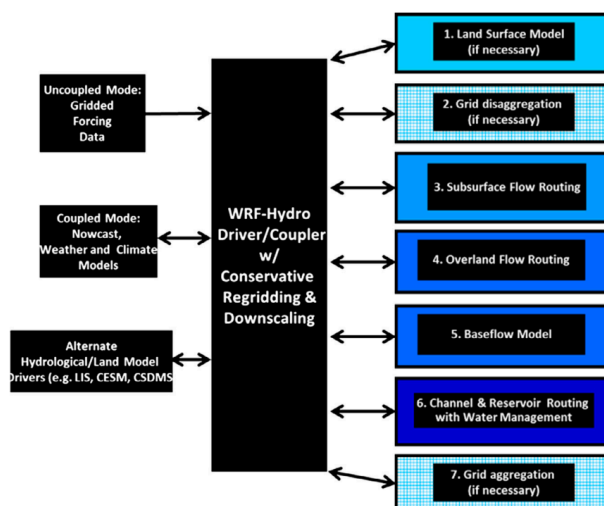 Uncoupled Mode:
Gridded
Forcing
Data
Coupled Mode:
Nowcast,
Weather and Climate
Models
Alternate
Hydrological/Land Model
Drivers (e.g. LIS, CESM, CSDMS
WRF-Hydro
Driver/Coupler
w/
Conservative
Regridding &
Downscaling
1. Land Surface Model
(if necessary)
2. Grid disaggregation
(if necessary)
3. Subsurface Flow Routing
4. Overland Flow Routing
5. Baseflow Model
6. Channel & Reservoir Routing
with Water Management
7. Grid aggregation
(if necessary)